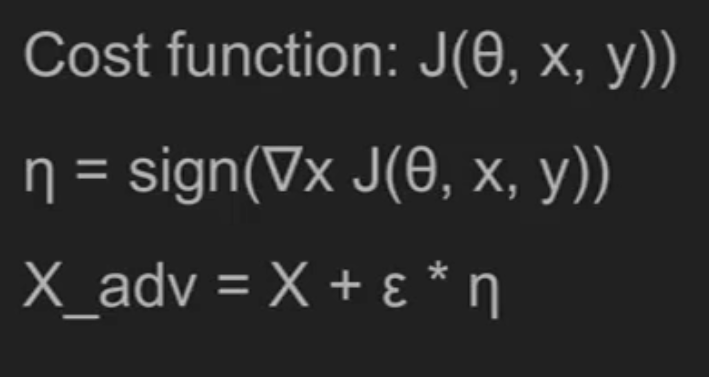 Cost function: J(θ, x, y))
η = sign(∇x J(θ, x, y))
X_adv = X + ε * η